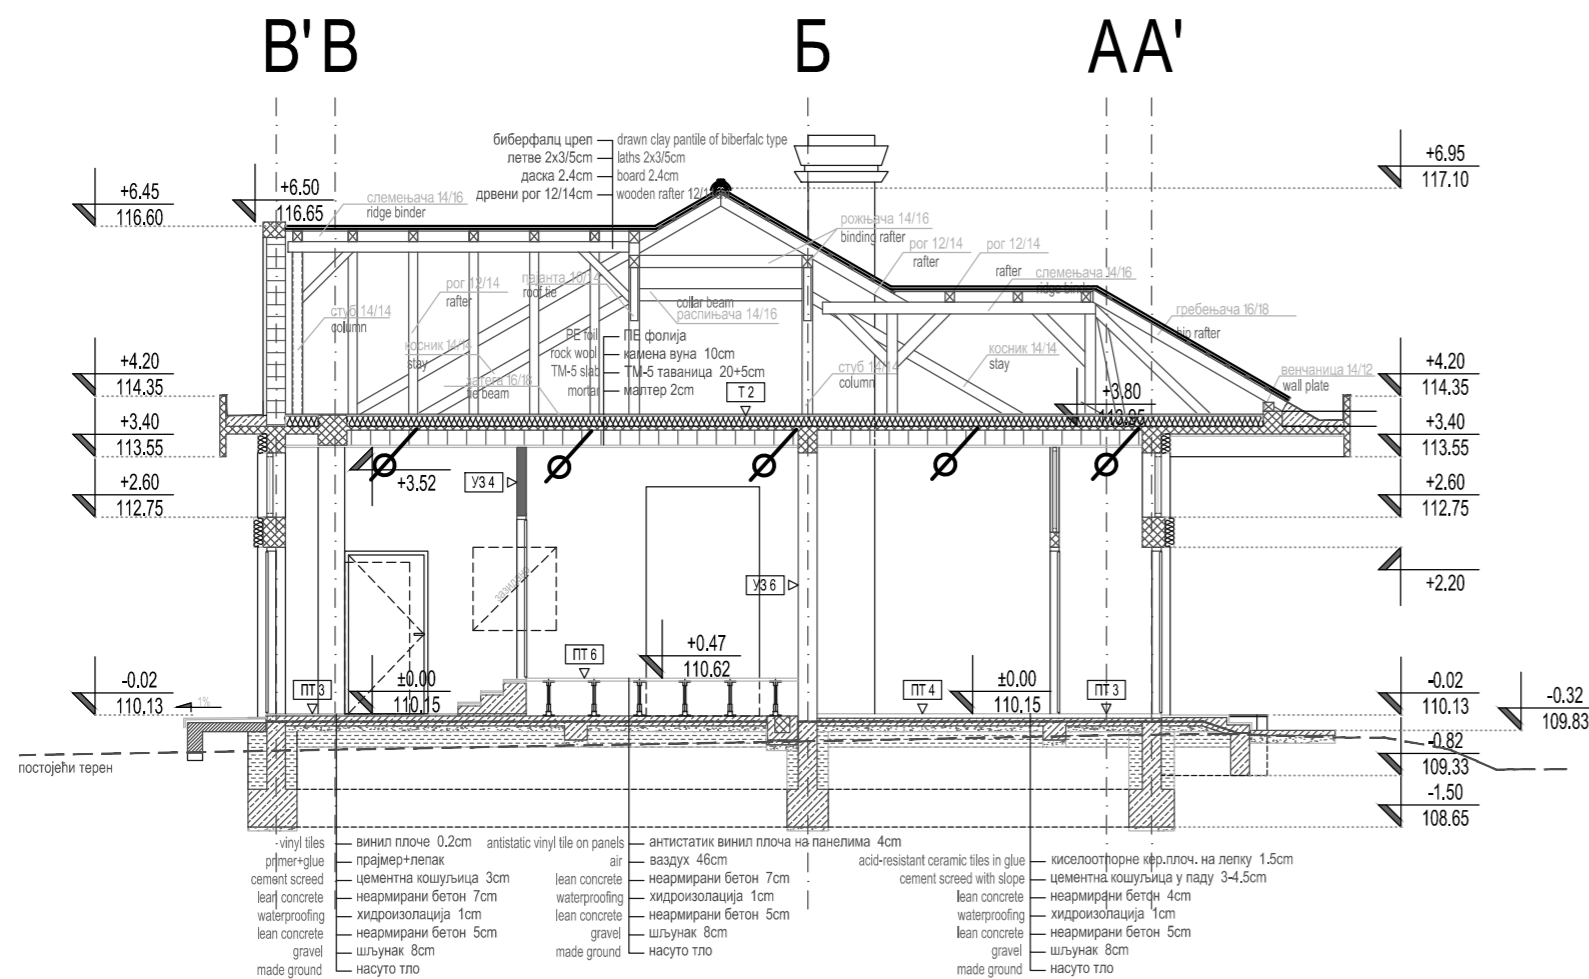 В'В Б АА'
биберфалц цреп drawn clay pantile of biberfalc type
летве 2x3/5cm laths 2x3/5cm
даска 2.4cm board 2.4cm
дрвени рог 12/14cm wooden rafter
+6.45
116.60
+6.50
116.65
+6.95
117.10
слемењача 14/16
ridge binder
рожњача 14/16
binding rafter
рог 12/14
rafter
рог 12/14
rafter
слемењача 14/16
рог 12/14
rafter
пајанта 10/14
roof tie
collar beam
распињача 14/16
гребењача 16/18
hip rafter
стуб 14/14
column
косник 14/14
stay
затега 16/18
tie beam
PE foil ПЕ фолија
rock wool камена вуна 10cm
TM-5 slab ТМ-5 таваница 20+5cm
mortar малтер 2cm
стуб 14/14
column
косник 14/14
stay
венчаница 14/12
wall plate
Т 2
+3.80
113.95
+4.20
114.35
+3.40
113.55
+2.60
112.75
+4.20
114.35
+3.40
113.55
+2.60
112.75
+2.20
+3.52
УЗ 4
зазидано
УЗ 6
ПТ 6
+0.47
110.62
-0.02
110.13
1%
ПТ 3
±0.00
110.15
ПТ 4
±0.00
110.15
ПТ 3
-0.02
110.13
-0.32
109.83
-0.82
109.33
-1.50
108.65
постојећи терен
vinyl tiles винил плоче 0.2cm
primer+glue прајмер+лепак
cement screed цементна кошуљица 3cm
lean concrete неармирани бетон 7cm
waterproofing хидроизолација 1cm
lean concrete неармирани бетон 5cm
gravel шљунак 8cm
made ground насуто тло
antistatic vinyl tile on panels антистатик винил плоча на панелима 4cm
air ваздух 46cm
lean concrete неармирани бетон 7cm
waterproofing хидроизолација 1cm
lean concrete неармирани бетон 5cm
gravel шљунак 8cm
made ground насуто тло
acid-resistant ceramic tiles in glue киселоотпорне кер.плоч. на лепку 1.5cm
cement screed with slope цементна кошуљица у паду 3-4.5cm
lean concrete неармирани бетон 4cm
waterproofing хидроизолација 1cm
lean concrete неармирани бетон 5cm
gravel шљунак 8cm
made ground насуто тло